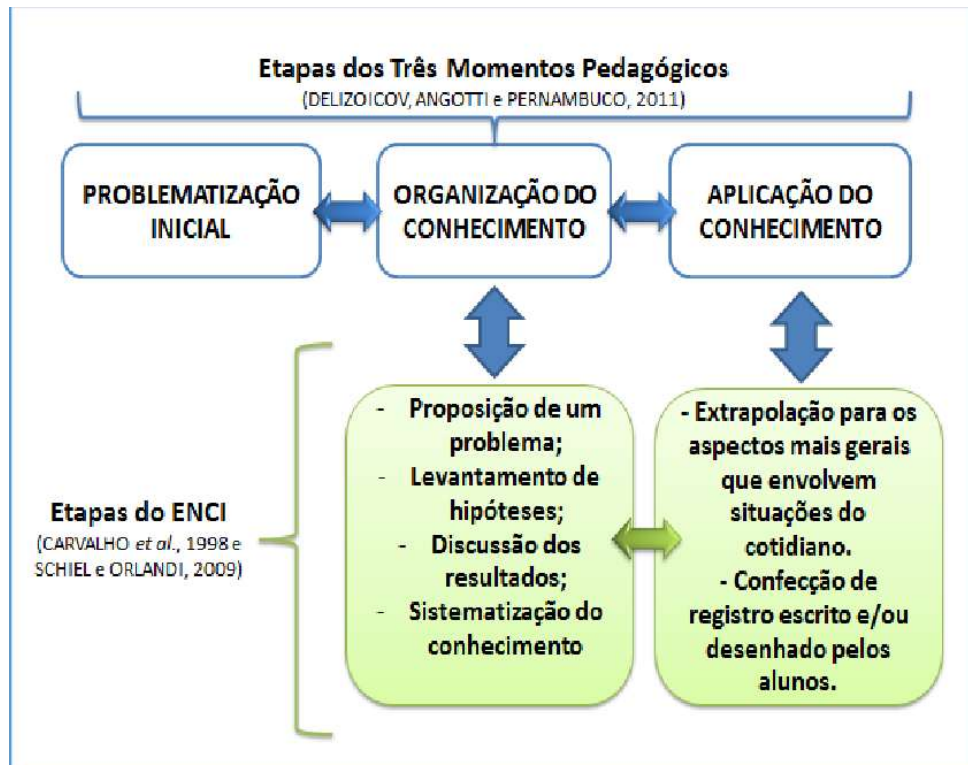 Etapas dos Três Momentos Pedagógicos
(DELIZOICOV, ANGOTTI e PERNAMBUCO, 2011)
PROBLEMATIZAÇÃO
INICIAL
ORGANIZAÇÃO DO
CONHECIMENTO
APLICAÇÃO DO
CONHECIMENTO
Etapas do ENCI
(CARVALHO et al., 1998 e
SCHIEL e ORLANDI, 2009)
- Proposição de um
problema;
- Levantamento de
hipóteses;
- Discussão dos
resultados;
- Sistematização do
conhecimento
- Extrapolação para os
aspectos mais gerais
que envolvem
situações do
cotidiano.
- Confecção de
registro escrito e/ou
desenhado pelos
alunos.